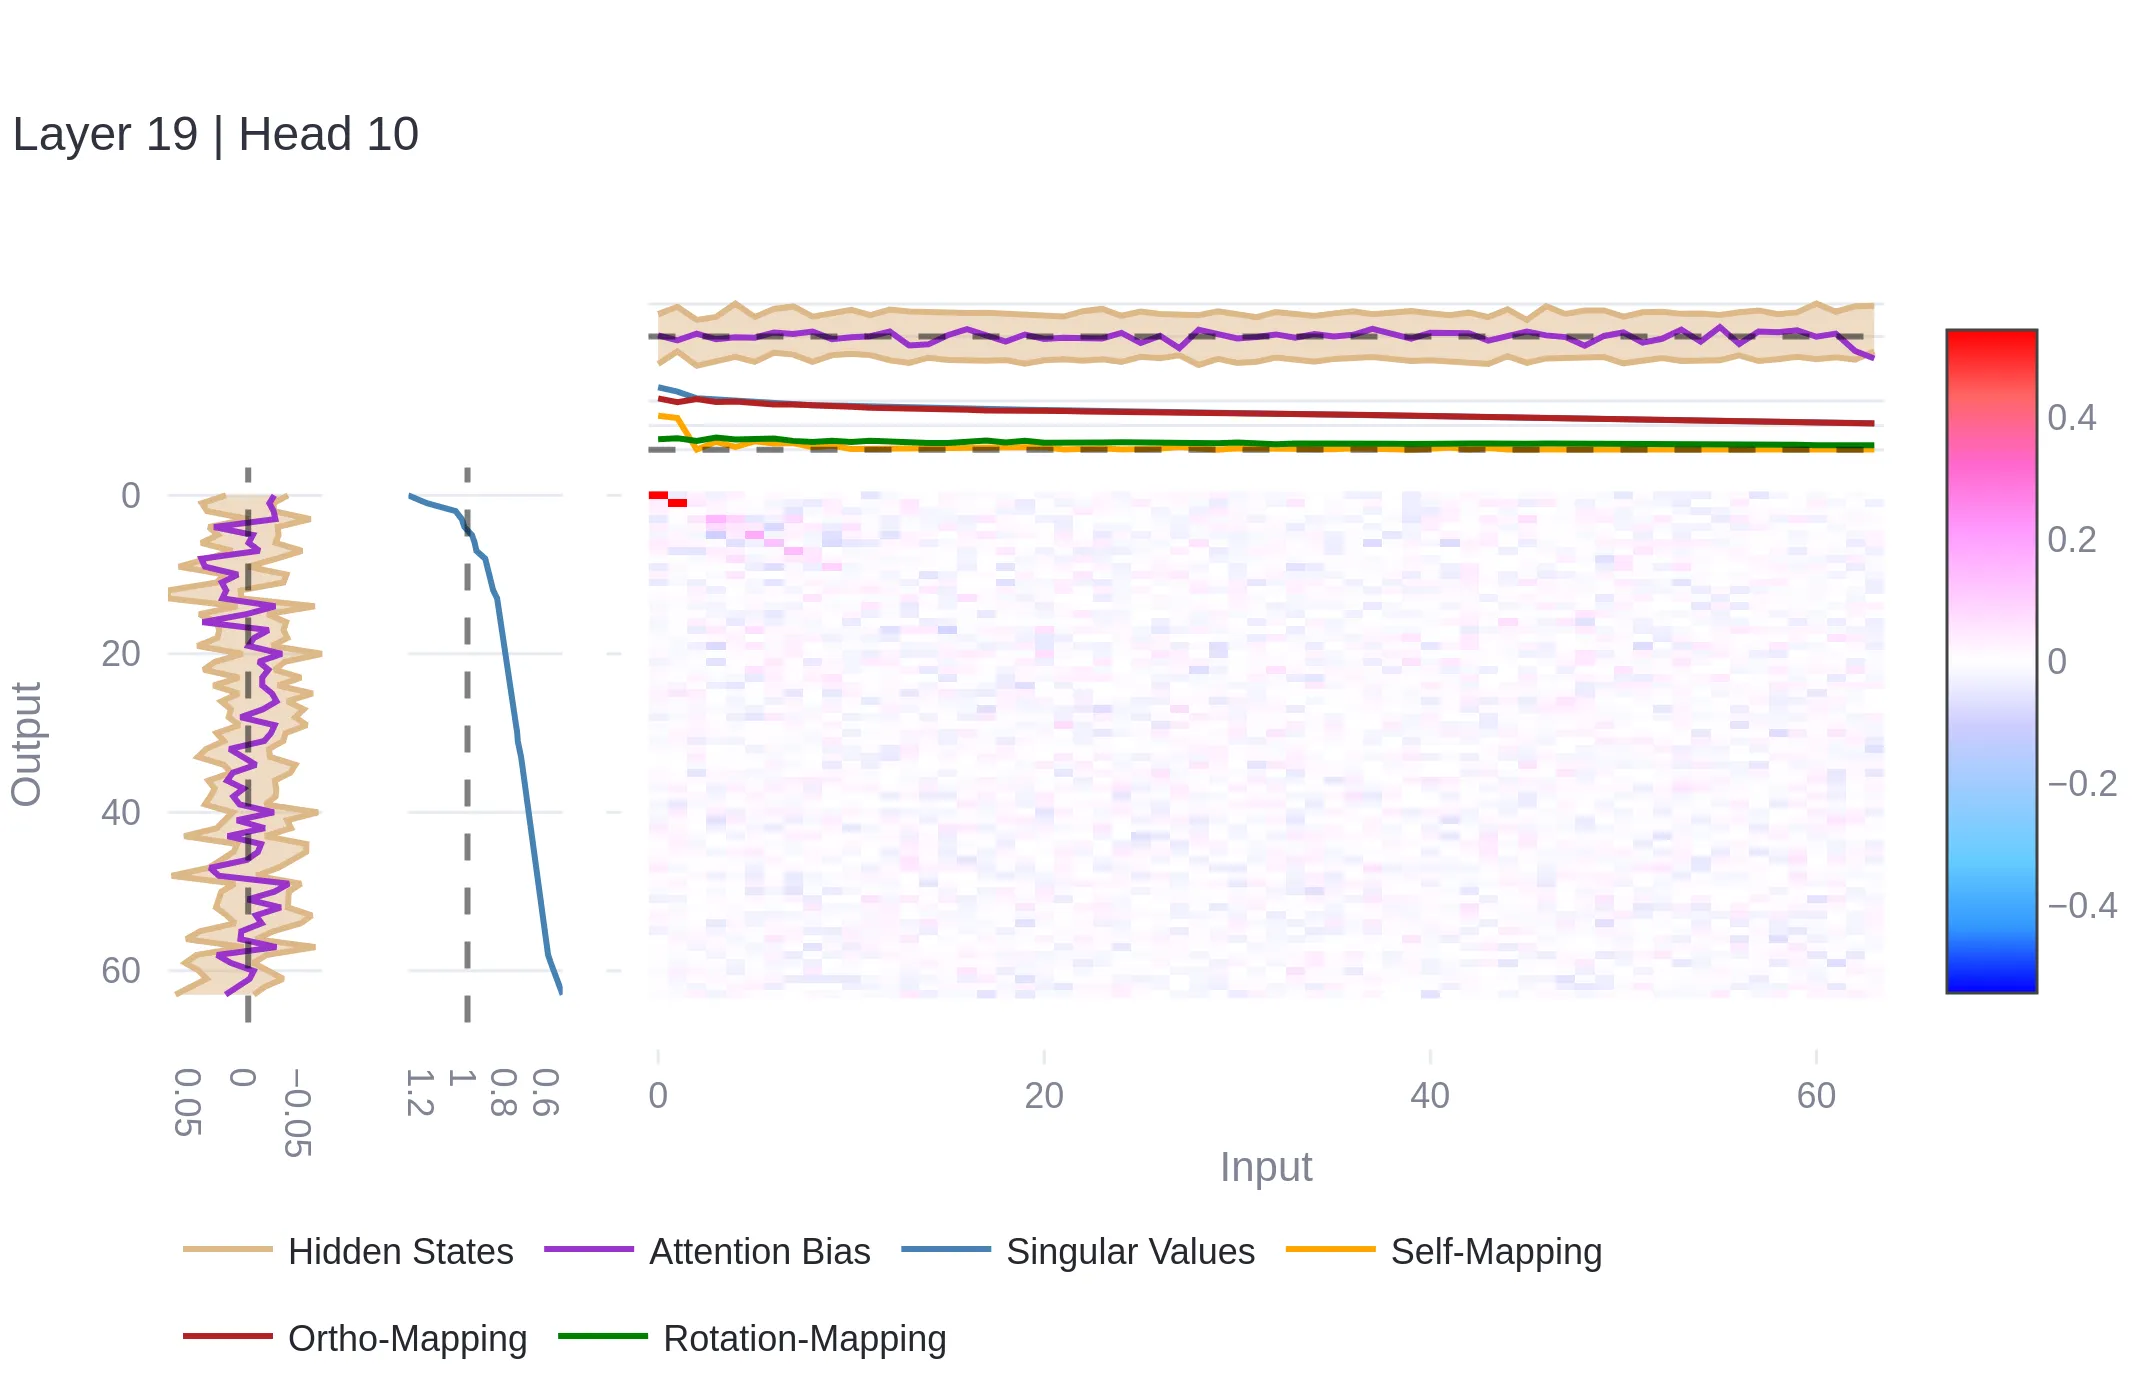 Layer 19 | Head 10
0
20
40
60
Output
0.05
0
−0.05
1.2
1
0.8
0.6
0
20
40
60
Input
0.4
0.2
0
−0.2
−0.4
Hidden States
Attention Bias
Singular Values
Self-Mapping
Ortho-Mapping
Rotation-Mapping